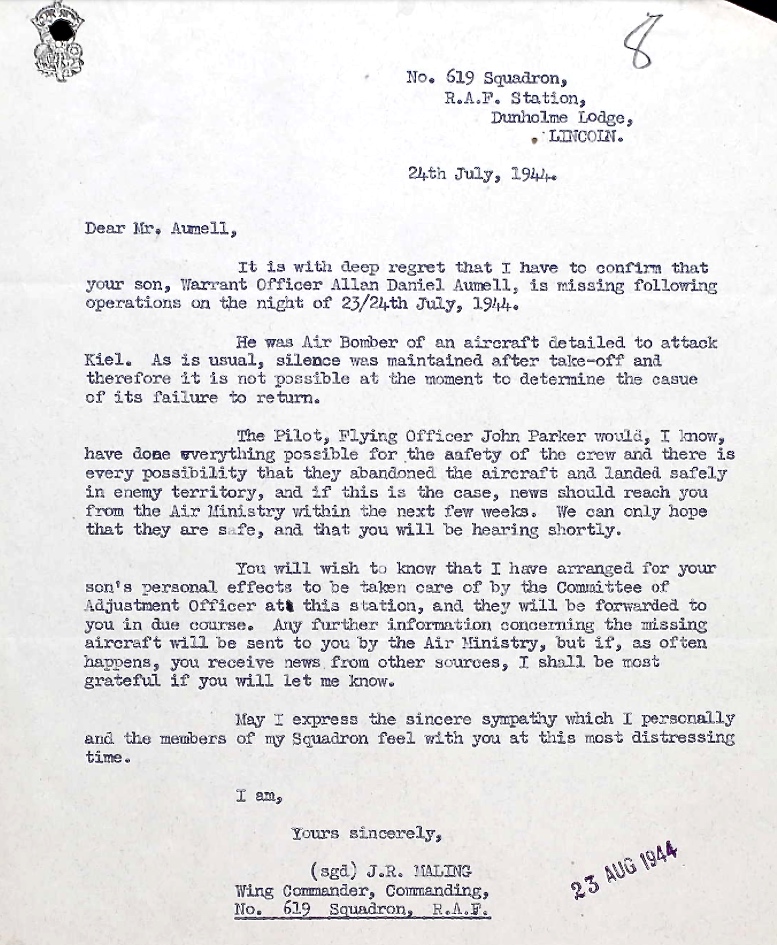 8
No. 619 Squadron,
R.A.F. Station,
Dunholme Lodge,
LINCOIN.
24th July, 1944.
Dear Mr. Aumell,
It is with deep regret that I have to confirm that
your son, Warrant Officer Allan Daniel Aumell, is missing following
operations on the night of 23/24th July, 1944.
He was Air Bomber of an aircraft detailed to attack
Kiel. As is usual, silence was maintained after take-off and
therefore it is not possible at the moment to determine the casue
of its failure to return.
The Pilot, Flying Officer John Parker would, I know,
have done everything possible for the aafety of the crew and there is
every possibility that they abandoned the aircraft and landed safely
in enemy territory, and if this is the case, news should reach you
from the Air Ministry within the next few weeks. We can only hope
that they are safe, and that you will be hearing shortly.
You will wish to know that I have arranged for your
son's personal effects to be taken care of by the Committee of
Adjustment Officer at this station, and they will be forwarded to
you in due course. Any further information concerning the missing
aircraft will be sent to you by the Air Ministry, but if, as often
happens, you receive news from other sources, I shall be most
grateful if you will let me know.
May I express the sincere sympathy which I personally
and the members of my Squadron feel with you at this most distressing
time.
I am,
Yours sincerely,
(sgd) J.R. MALING
Wing Commander, Commanding,
No. 619 Squadron, R.A.F.
23 AUG 1944